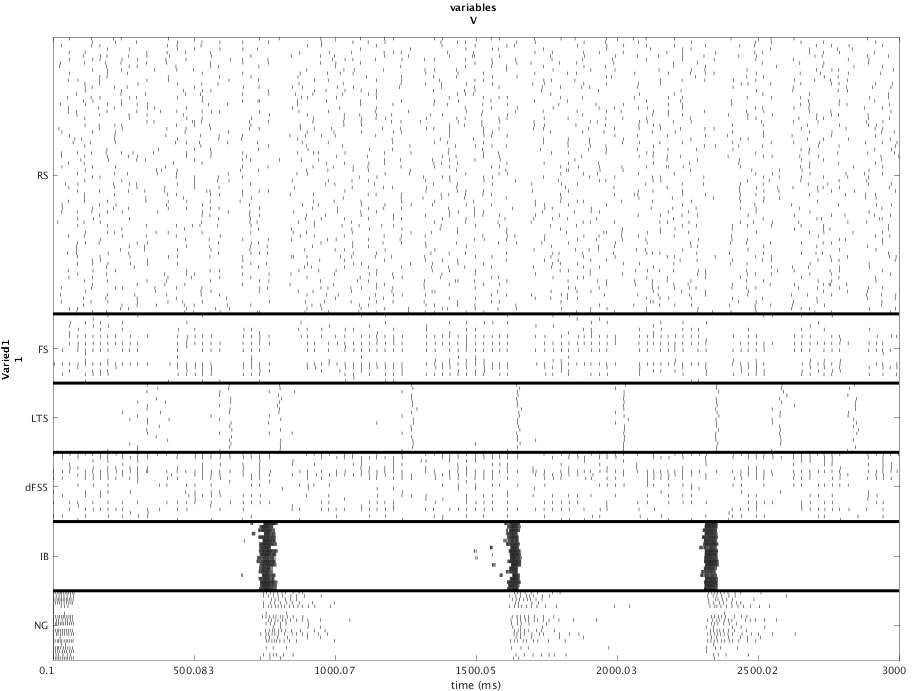 variables
V
RS
FS
Varied1
1
LTS
dFS5
IB
NG
0.1 500.083 1000.07 1500.05 2000.03 2500.02 3000
time (ms)